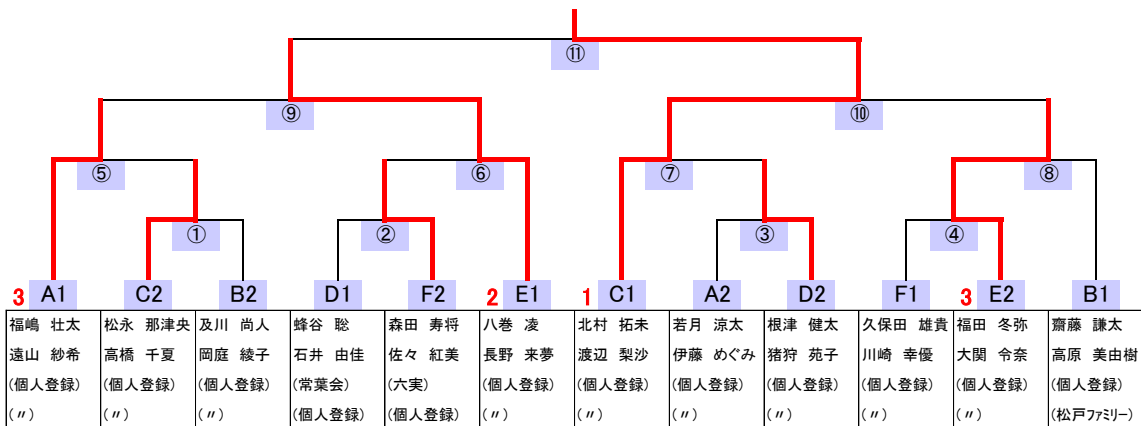 ⑪
⑨ ⑩
⑤ ⑥ ⑦ ⑧
① ② ③ ④
3 A1 C2 B2 D1 F2 2 E1 1 C1 A2 D2 F1 3 E2 B1
福嶋 壮太 松永 那津央 及川 尚人 蜂谷 聡 森田 寿将 八巻 凌 北村 拓未 若月 涼太 根津 健太 久保田 雄貴 福田 冬弥 齋藤 謙太
遠山 紗希 高橋 千夏 岡庭 綾子 石井 由佳 佐々 紅美 長野 来夢 渡辺 梨沙 伊藤 めぐみ 猪狩 苑子 川崎 幸優 大関 令奈 高原 美由樹
(個人登録) (個人登録) (個人登録) (常葉会) (六実) (個人登録) (個人登録) (個人登録) (個人登録) (個人登録) (個人登録) (個人登録)
(〃) (〃) (〃) (個人登録) (個人登録) (〃) (〃) (〃) (〃) (〃) (〃) (松戸ファミリー)